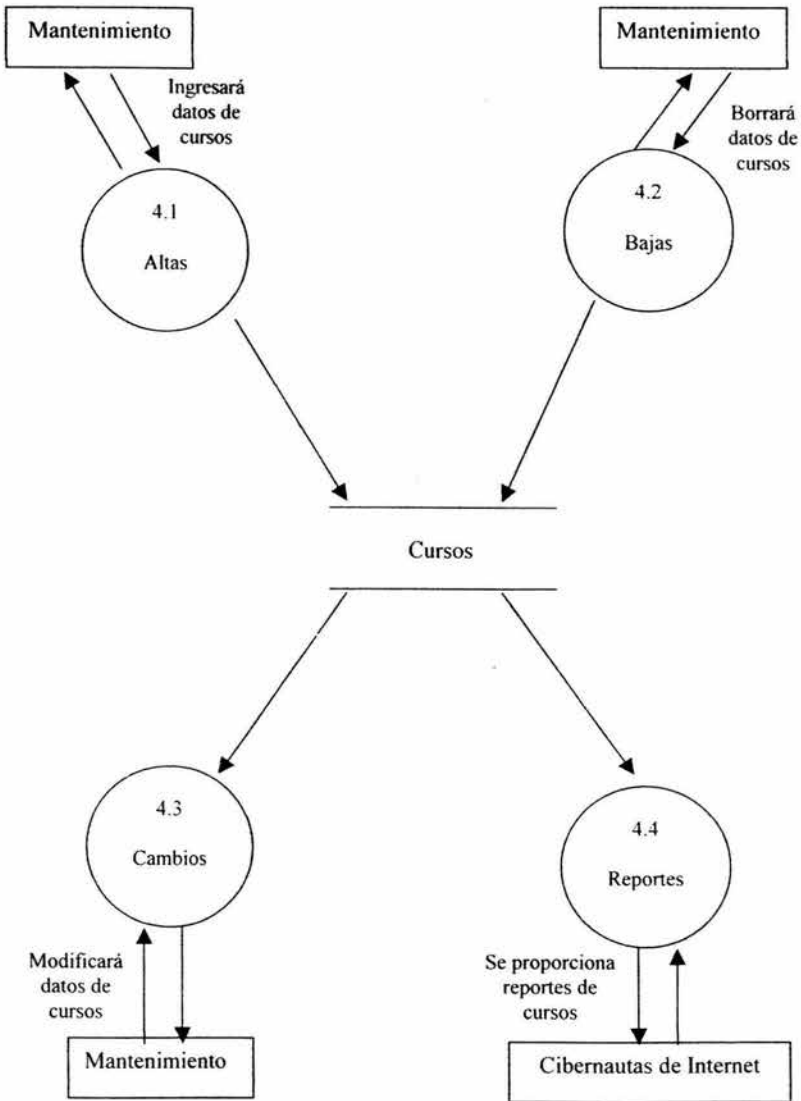 Mantenimiento
Mantenimiento
Ingresará
datos de
cursos
Borrará
datos de
cursos
4.1
Altas
4.2
Bajas
Cursos
4.3
Cambios
4.4
Reportes
Modificará
datos de
cursos
Se proporciona
reportes de
cursos
Mantenimiento
Cibernautas de Internet